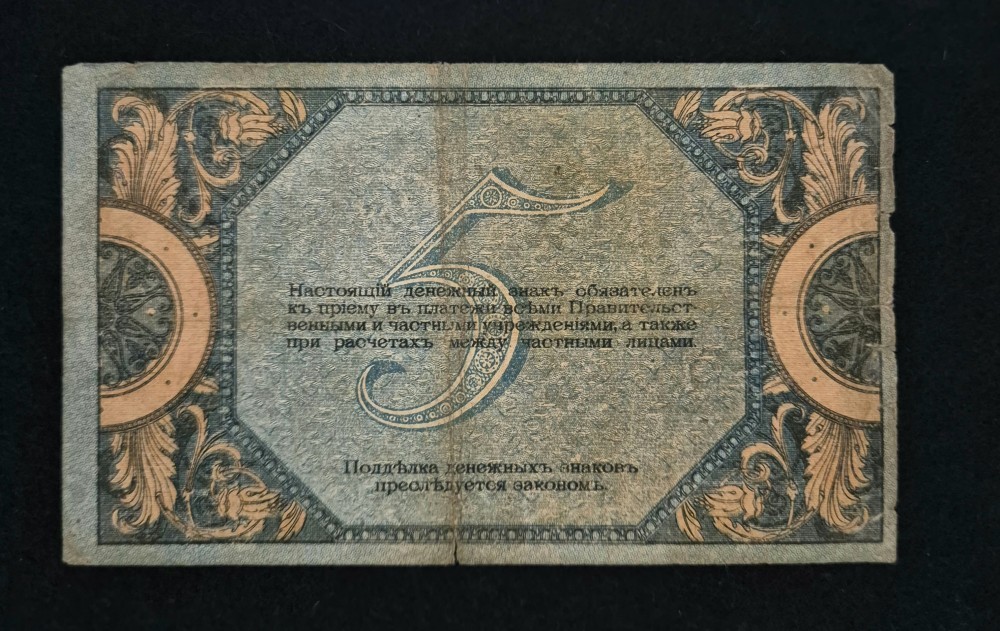 5
Настоящій денежный знакъ обязателенъ
къ пріему въ платежи всѣми Правительст-
венными и частными учрежденіями, а также
при расчетахъ между частными лицами.
Поддѣлка денежныхъ знаковъ
преслѣдуется закономъ.